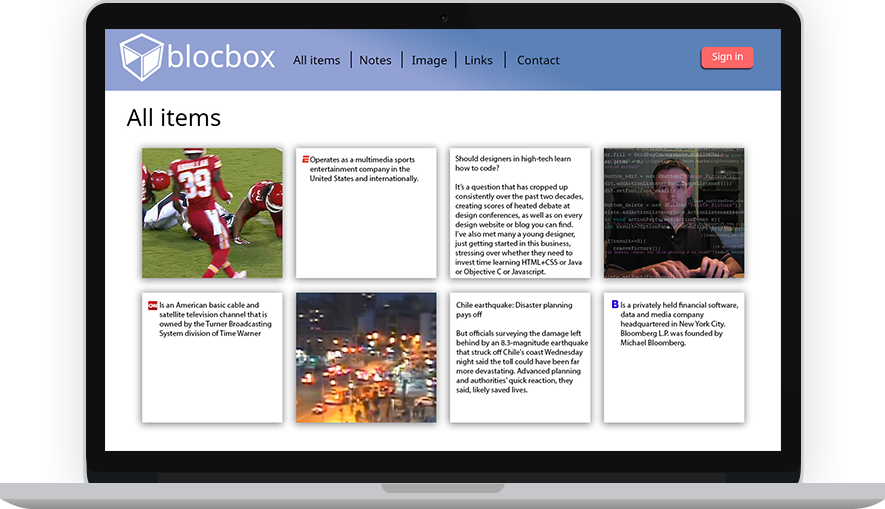 blocbox
All items | Notes | Image | Links | Contact
Sign in
All items
39
Operates as a multimedia sports
entertainment company in the
United States and internationally.
Should designers in high-tech learn
how to code?
It's a question that has cropped up
consistently over the past two decades,
creating scores of heated debate at
design conferences, as well as on every
design website or blog you can find.
I've also met many a young designer,
just getting started in this business,
stressing over whether they need to
invest time learning HTML+CSS or Java
or Objective C or Javascript.
CNN Is an American basic cable and
satellite television channel that is
owned by the Turner Broadcasting
System division of Time Warner
Chile earthquake: Disaster planning
pays off
But officials surveying the damage left
behind by an 8.3-magnitude earthquake
that struck off Chile's coast Wednesday
night said the toll could have been far
more devastating. Advanced planning
and authorities' quick reaction, they
said, likely saved lives.
B Is a privately held financial software,
data and media company
headquartered in New York City.
Bloomberg L.P. was founded by
Michael Bloomberg.